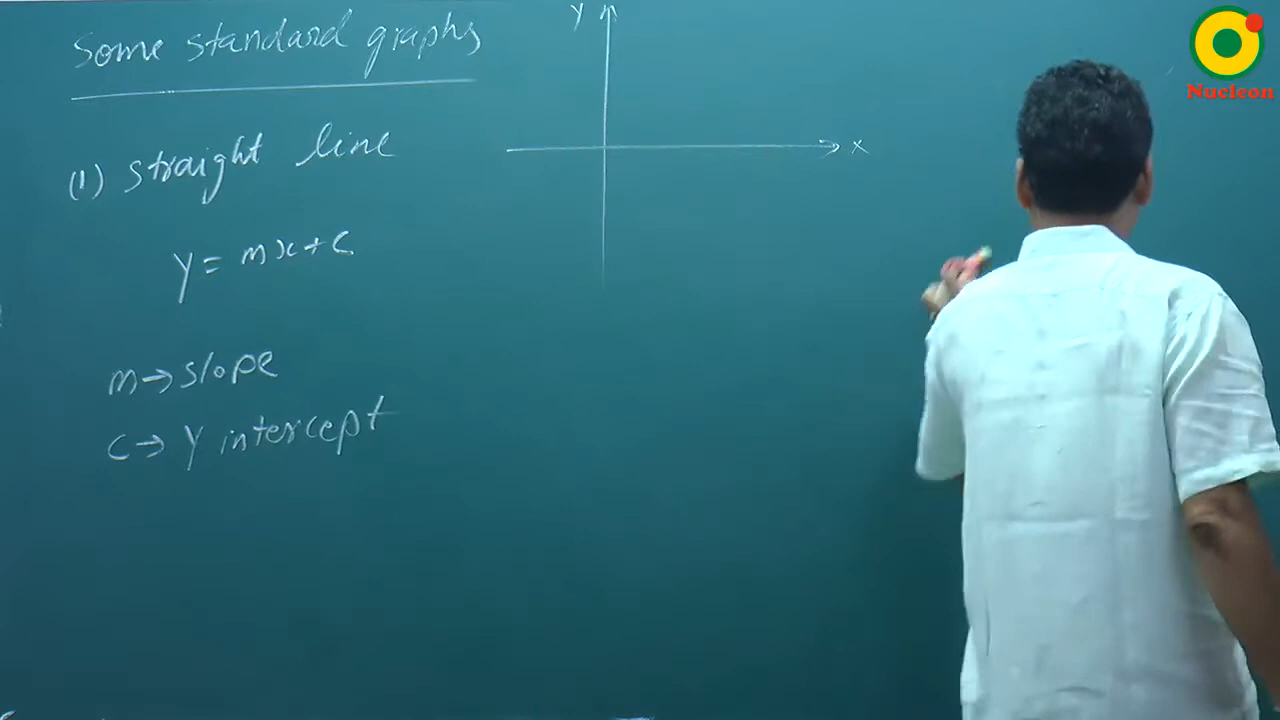 Some standard graphs
(1) straight line
y = mx + c
m → slope
c → Y intercept
Y
X
Nucleon